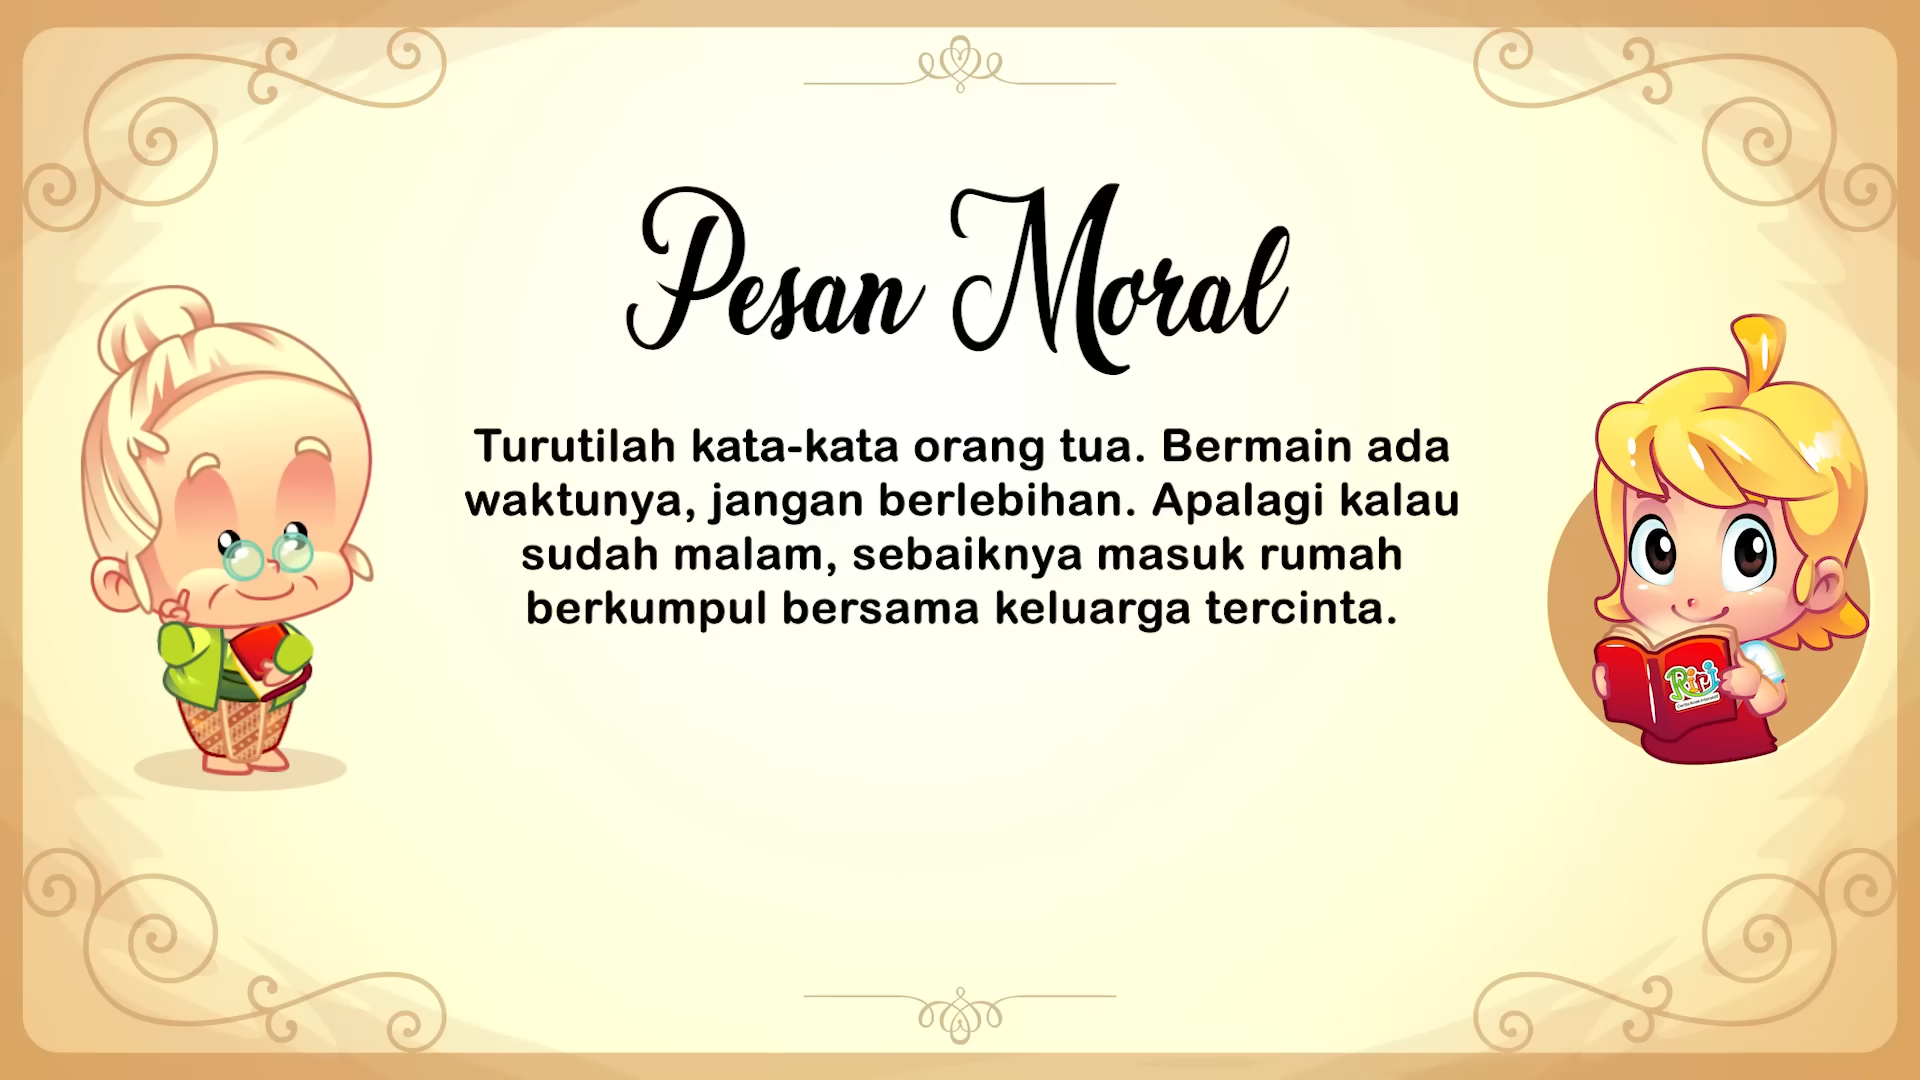 Pesan Moral
Turutilah kata-kata orang tua. Bermain ada
waktunya, jangan berlebihan. Apalagi kalau
sudah malam, sebaiknya masuk rumah
berkumpul bersama keluarga tercinta.
Riri